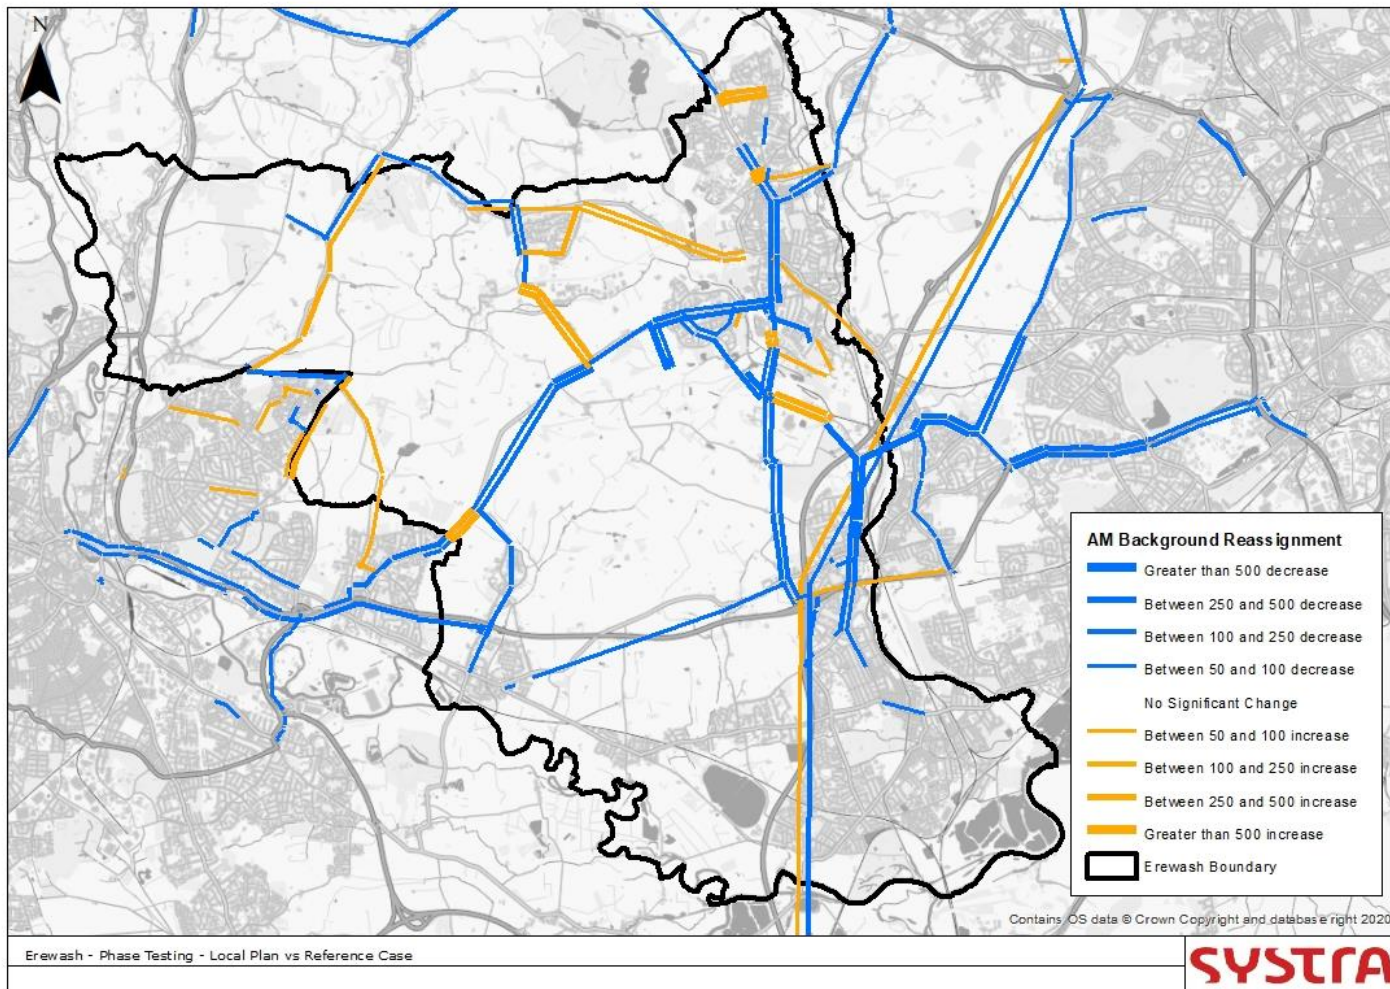 N
AM Background Reassignment
Greater than 500 decrease
Between 250 and 500 decrease
Between 100 and 250 decrease
Between 50 and 100 decrease
No Significant Change
Between 50 and 100 increase
Between 100 and 250 increase
Between 250 and 500 increase
Greater than 500 increase
Erewash Boundary
Contains OS data © Crown Copyright and database right 2020
Erewash - Phase Testing - Local Plan vs Reference Case
SYSTRA